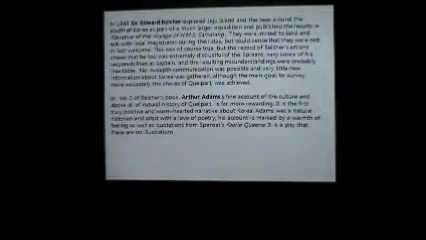 In 1845 Sir Edward Belcher explored Jeju Island and the seas around the
south of Korea as part of a much larger expedition and published the results in
Narrative of the Voyage of H.M.S. Samarang. They were invited to land and
talk with local magistrates during their stay, but could sense that they were not
in fact welcome. This was of course true, but the record of Belcher's actions
shows that he too was extremely distrustful of the Koreans, very aware of his
responsibilities as captain, and the resulting misunderstandings were probably
inevitable. No in-depth communication was possible and very little new
information about Korea was gathered, although the main goal, to survey
more accurately the shores of Quelpart, was achieved.
In Vol 2 of Belcher's book, Arthur Adams's fine account of the culture and
above all of natural history of Quelpart is far more rewarding. It is the first
truly positive and warm-hearted narrative about Korea. Adams was a natural
historian and artist with a love of poetry, his account is marked by a warmth of
feeling as well as quotations from Spenser's Faerie Queene. It is a pity that
there are no illustrations.